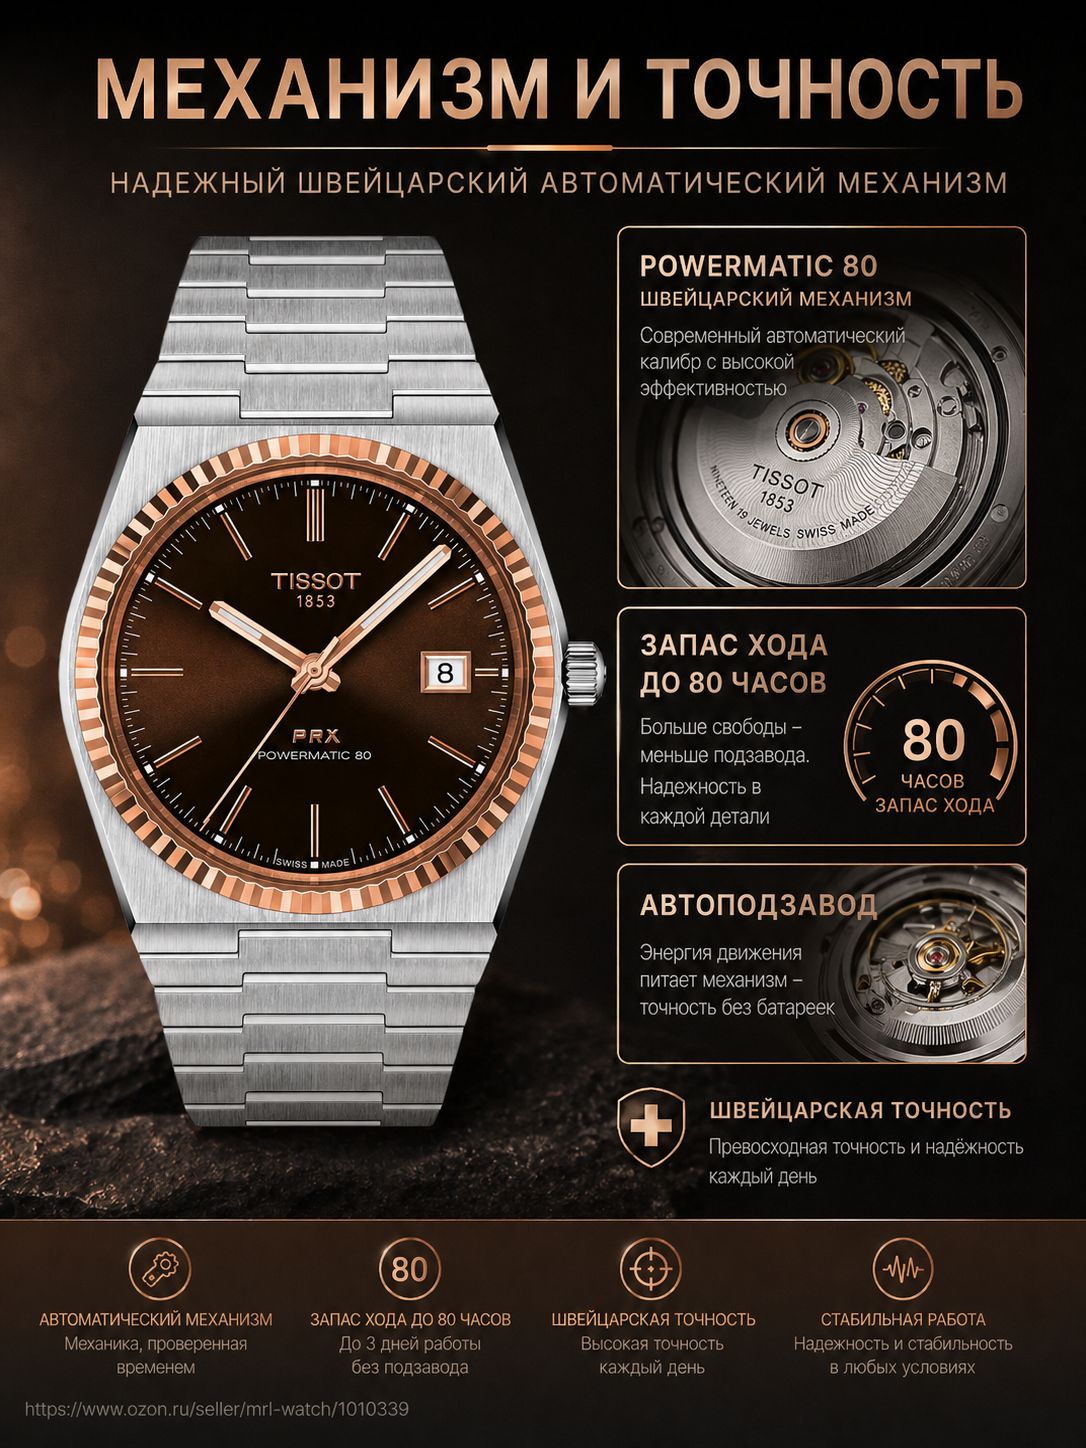 МЕХАНИЗМ И ТОЧНОСТЬ
НАДЕЖНЫЙ ШВЕЙЦАРСКИЙ АВТОМАТИЧЕСКИЙ МЕХАНИЗМ
TISSOT
1853
8
PRX
POWERMATIC 80
SWISS MADE
POWERMATIC 80
ШВЕЙЦАРСКИЙ МЕХАНИЗМ
Современный автоматический
калибр с высокой
эффективностью
TISSOT
1853
NINETEEN 19 JEWELS SWISS MADE
ЗАПАС ХОДА
ДО 80 ЧАСОВ
Больше свободы –
меньше подзавода.
Надежность в
каждой детали
80
ЧАСОВ
ЗАПАС ХОДА
АВТОПОДЗАВОД
Энергия движения
питает механизм –
точность без батареек
ШВЕЙЦАРСКАЯ ТОЧНОСТЬ
Превосходная точность и надёжность
каждый день
АВТОМАТИЧЕСКИЙ МЕХАНИЗМ
Механика, проверенная
временем
80
ЗАПАС ХОДА ДО 80 ЧАСОВ
До 3 дней работы
без подзавода
ШВЕЙЦАРСКАЯ ТОЧНОСТЬ
Высокая точность
каждый день
СТАБИЛЬНАЯ РАБОТА
Надежность и стабильность
в любых условиях
https://www.ozon.ru/seller/mrl-watch/1010339